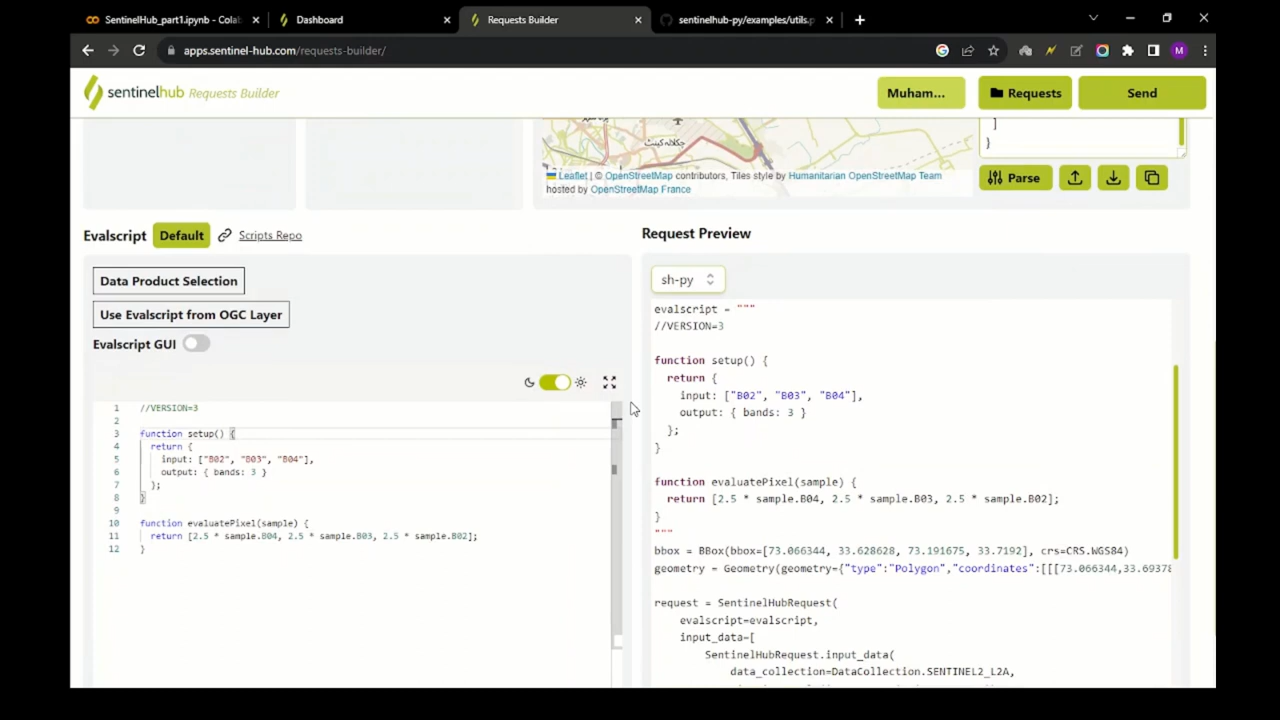 SentinelHub_part1.ipynb - Colab
Dashboard
Requests Builder
sentinelhub-py/examples/utils.p
apps.sentinel-hub.com/requests-builder/
M
sentinelhub Requests Builder
Muham...
Requests
Send
چکلالہ کینٹ
]
}
Leaflet | © OpenStreetMap contributors, Tiles style by Humanitarian OpenStreetMap Team
hosted by OpenStreetMap France
Parse
Evalscript Default Scripts Repo
Data Product Selection
Use Evalscript from OGC Layer
Evalscript GUI
1 //VERSION=3
2
3 function setup() {
4 return {
5 input: ["B02", "B03", "B04"],
6 output: { bands: 3 }
7 };
8 }
9
10 function evaluatePixel(sample) {
11 return [2.5 * sample.B04, 2.5 * sample.B03, 2.5 * sample.B02];
12 }
Request Preview
sh-py
evalscript = """
//VERSION=3
function setup() {
return {
input: ["B02", "B03", "B04"],
output: { bands: 3 }
};
}
function evaluatePixel(sample) {
return [2.5 * sample.B04, 2.5 * sample.B03, 2.5 * sample.B02];
}
"""
bbox = BBox(bbox=[73.066344, 33.628628, 73.191675, 33.7192], crs=CRS.WGS84)
geometry = Geometry(geometry={"type":"Polygon","coordinates":[[[73.066344,33.69378
request = SentinelHubRequest(
evalscript=evalscript,
input_data=[
SentinelHubRequest.input_data(
data_collection=DataCollection.SENTINEL2_L2A,